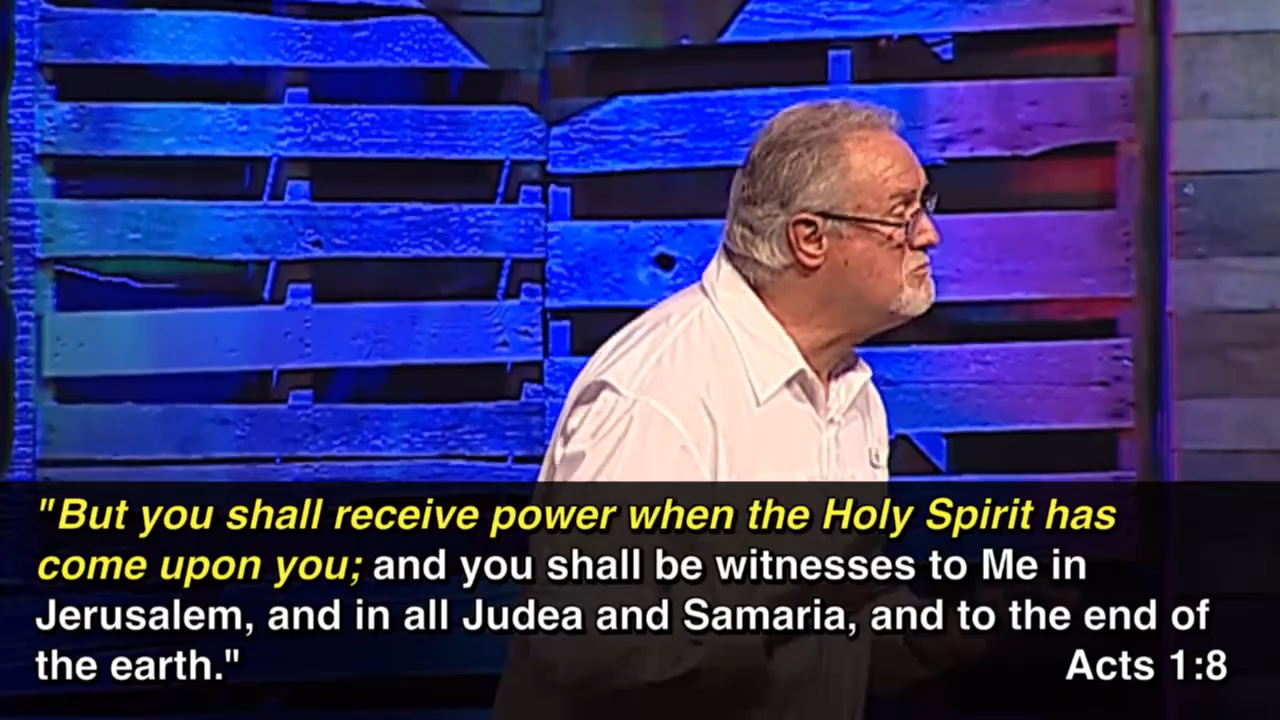 "But you shall receive power when the Holy Spirit has
come upon you; and you shall be witnesses to Me in
Jerusalem, and in all Judea and Samaria, and to the end of
the earth." Acts 1:8